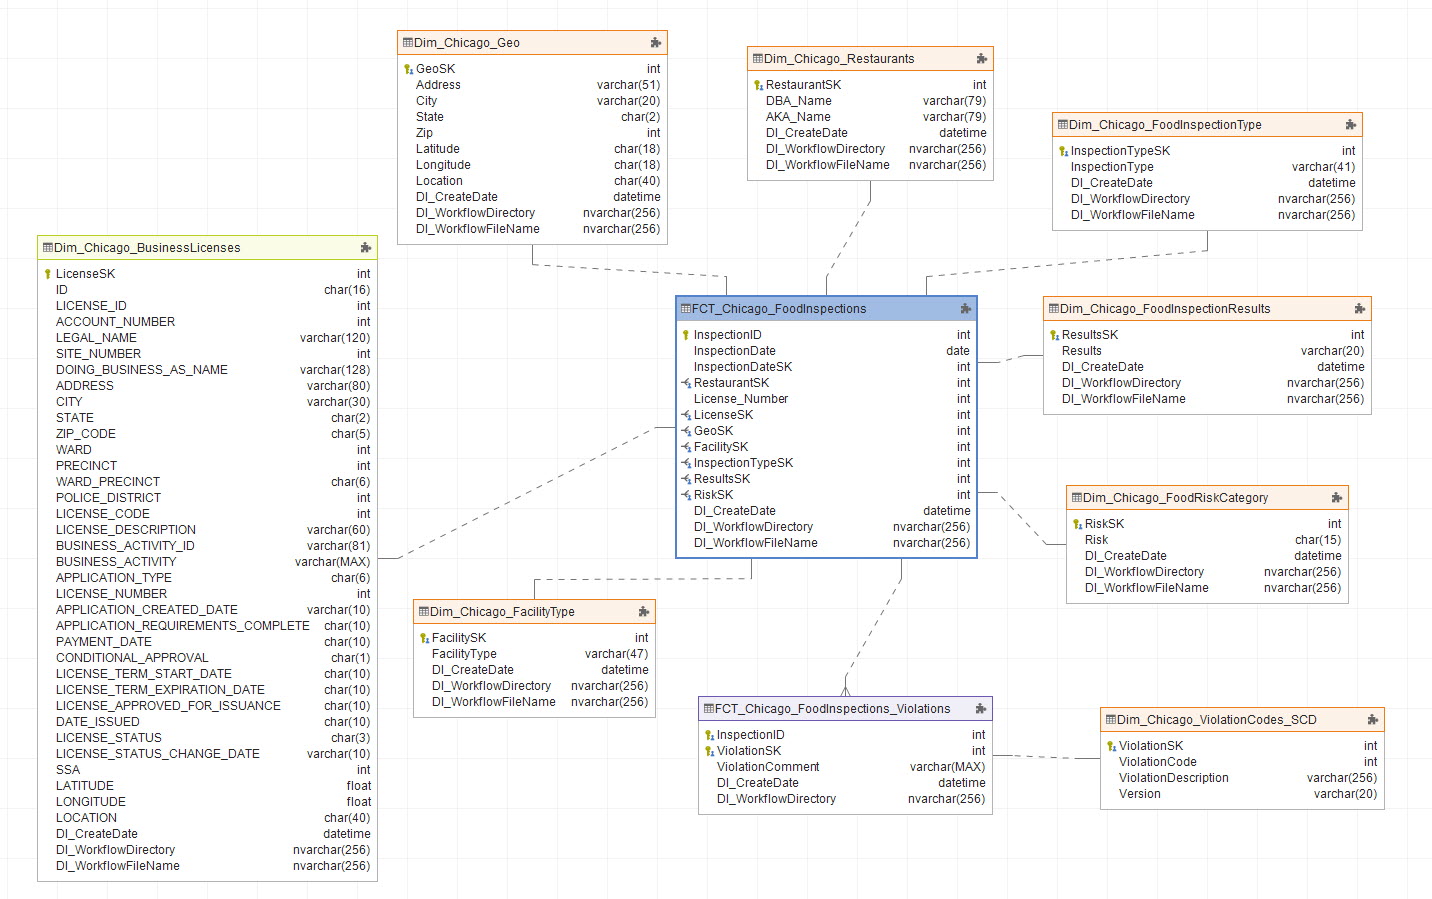 Dim_Chicago_Geo
GeoSK int
Address varchar(51)
City varchar(20)
State char(2)
Zip int
Latitude char(18)
Longitude char(18)
Location char(40)
DI_CreateDate datetime
DI_WorkflowDirectory nvarchar(256)
DI_WorkflowFileName nvarchar(256)
Dim_Chicago_Restaurants
RestaurantSK int
DBA_Name varchar(79)
AKA_Name varchar(79)
DI_CreateDate datetime
DI_WorkflowDirectory nvarchar(256)
DI_WorkflowFileName nvarchar(256)
Dim_Chicago_FoodInspectionType
InspectionTypeSK int
InspectionType varchar(41)
DI_CreateDate datetime
DI_WorkflowDirectory nvarchar(256)
DI_WorkflowFileName nvarchar(256)
Dim_Chicago_BusinessLicenses
LicenseSK int
ID char(16)
LICENSE_ID int
ACCOUNT_NUMBER int
LEGAL_NAME varchar(120)
SITE_NUMBER int
DOING_BUSINESS_AS_NAME varchar(128)
ADDRESS varchar(80)
CITY varchar(30)
STATE char(2)
ZIP_CODE char(5)
WARD int
PRECINCT int
WARD_PRECINCT char(6)
POLICE_DISTRICT int
LICENSE_CODE int
LICENSE_DESCRIPTION varchar(60)
BUSINESS_ACTIVITY_ID varchar(81)
BUSINESS_ACTIVITY varchar(MAX)
APPLICATION_TYPE char(6)
LICENSE_NUMBER int
APPLICATION_CREATED_DATE varchar(10)
APPLICATION_REQUIREMENTS_COMPLETE char(10)
PAYMENT_DATE char(10)
CONDITIONAL_APPROVAL char(1)
LICENSE_TERM_START_DATE char(10)
LICENSE_TERM_EXPIRATION_DATE char(10)
LICENSE_APPROVED_FOR_ISSUANCE char(10)
DATE_ISSUED char(10)
LICENSE_STATUS char(3)
LICENSE_STATUS_CHANGE_DATE varchar(10)
SSA int
LATITUDE float
LONGITUDE float
LOCATION char(40)
DI_CreateDate datetime
DI_WorkflowDirectory nvarchar(256)
DI_WorkflowFileName nvarchar(256)
FCT_Chicago_FoodInspections
InspectionID int
InspectionDate date
InspectionDateSK int
RestaurantSK int
License_Number int
LicenseSK int
GeoSK int
FacilitySK int
InspectionTypeSK int
ResultsSK int
RiskSK int
DI_CreateDate datetime
DI_WorkflowDirectory nvarchar(256)
DI_WorkflowFileName nvarchar(256)
Dim_Chicago_FoodInspectionResults
ResultsSK int
Results varchar(20)
DI_CreateDate datetime
DI_WorkflowDirectory nvarchar(256)
DI_WorkflowFileName nvarchar(256)
Dim_Chicago_FoodRiskCategory
RiskSK int
Risk char(15)
DI_CreateDate datetime
DI_WorkflowDirectory nvarchar(256)
DI_WorkflowFileName nvarchar(256)
Dim_Chicago_FacilityType
FacilitySK int
FacilityType varchar(47)
DI_CreateDate datetime
DI_WorkflowDirectory nvarchar(256)
DI_WorkflowFileName nvarchar(256)
FCT_Chicago_FoodInspections_Violations
InspectionID int
ViolationSK int
ViolationComment varchar(MAX)
DI_CreateDate datetime
DI_WorkflowDirectory nvarchar(256)
Dim_Chicago_ViolationCodes_SCD
ViolationSK int
ViolationCode int
ViolationDescription varchar(256)
Version varchar(20)